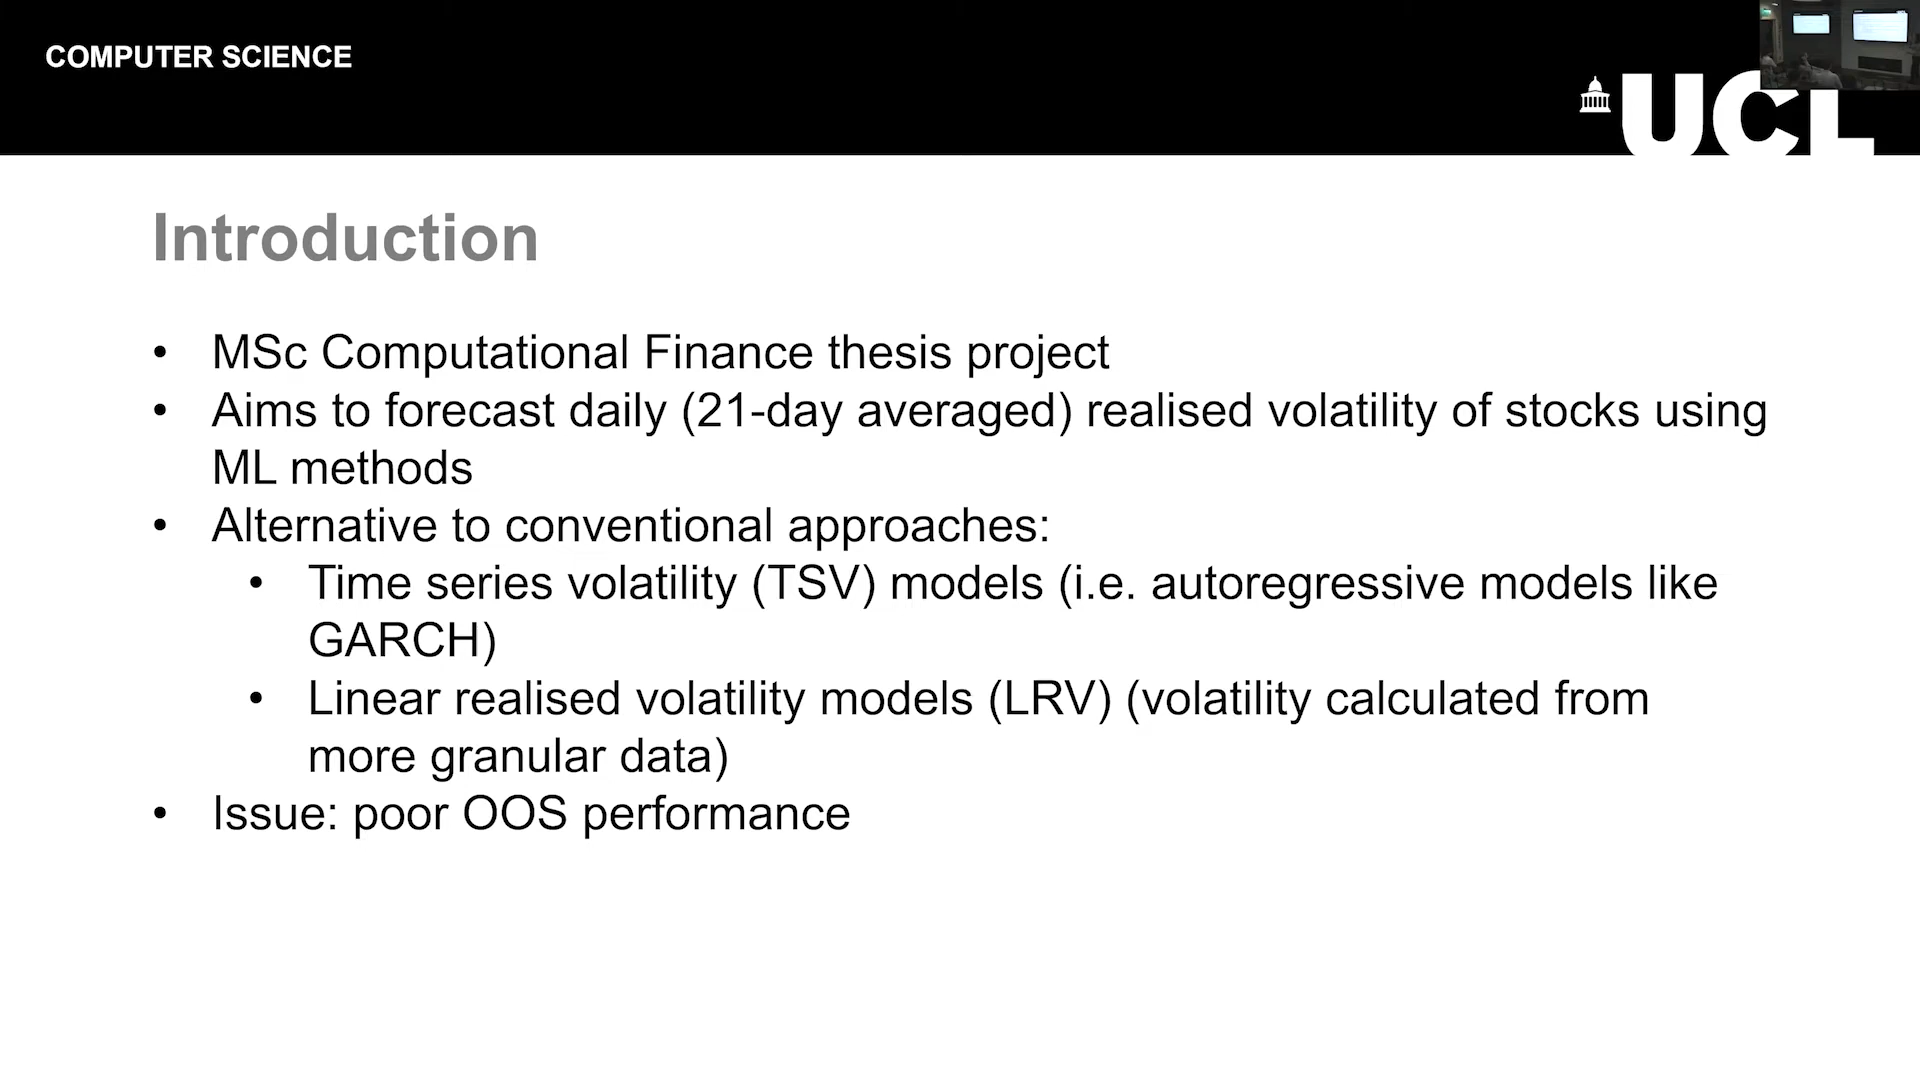 COMPUTER SCIENCE
UCL
Introduction
• MSc Computational Finance thesis project
• Aims to forecast daily (21-day averaged) realised volatility of stocks using
ML methods
• Alternative to conventional approaches:
• Time series volatility (TSV) models (i.e. autoregressive models like
GARCH)
• Linear realised volatility models (LRV) (volatility calculated from
more granular data)
• Issue: poor OOS performance